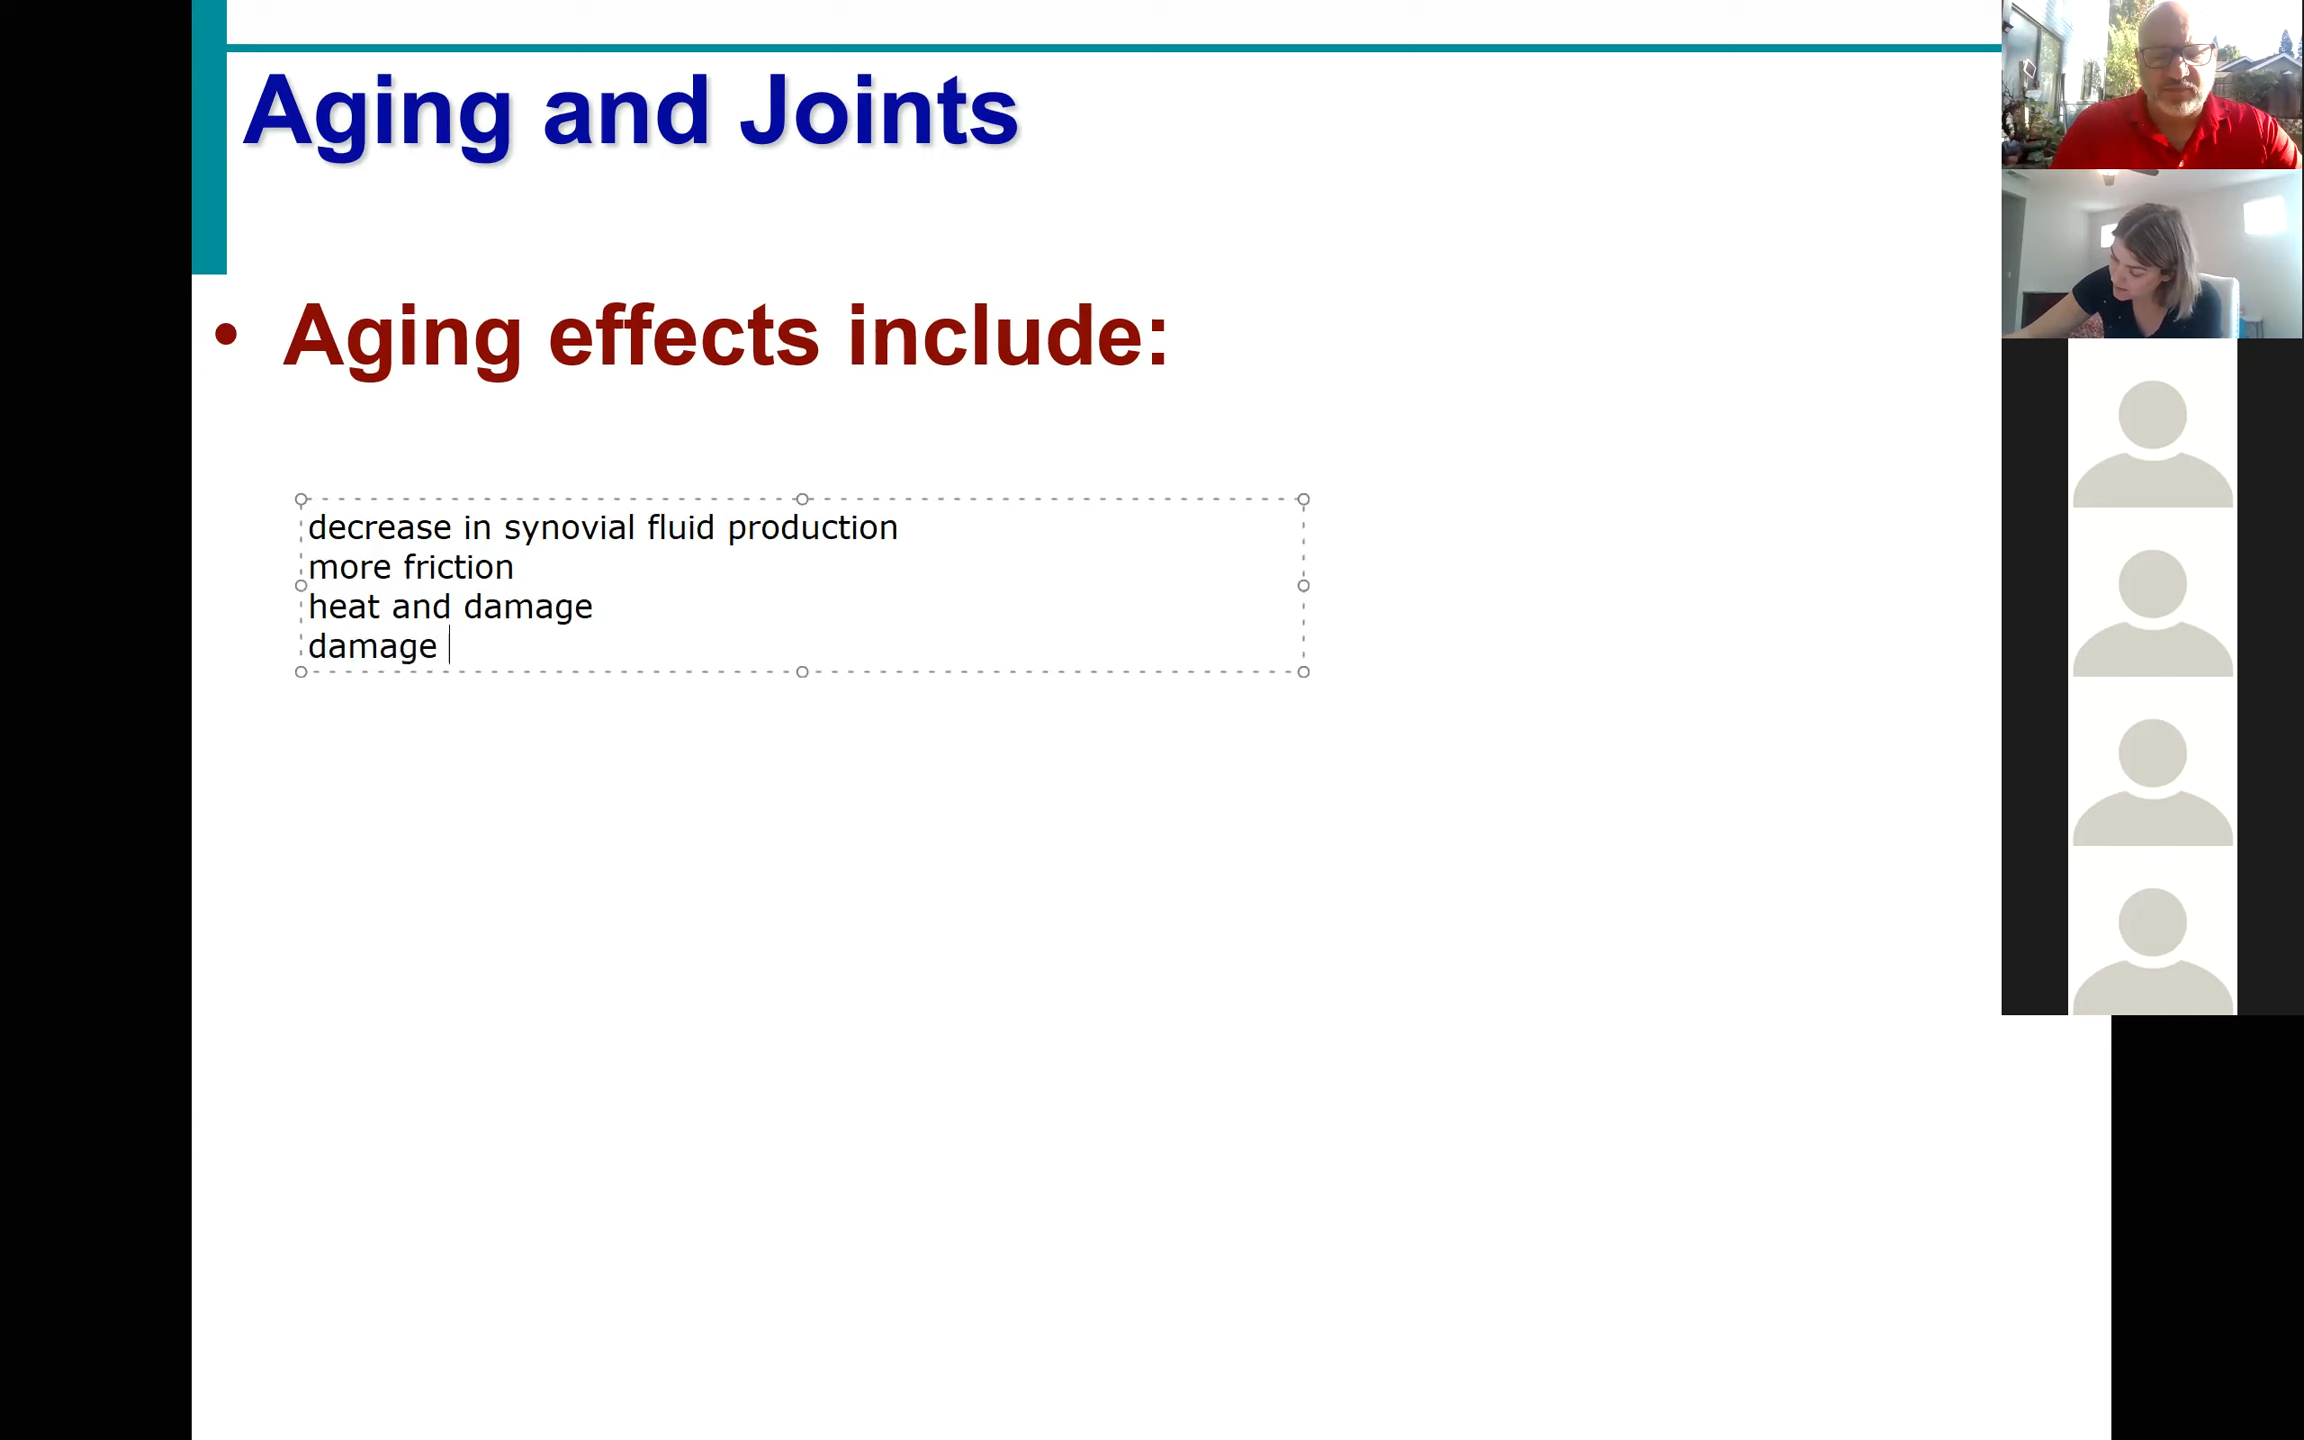 Aging and Joints
• Aging effects include:
decrease in synovial fluid production
more friction
heat and damage
damage